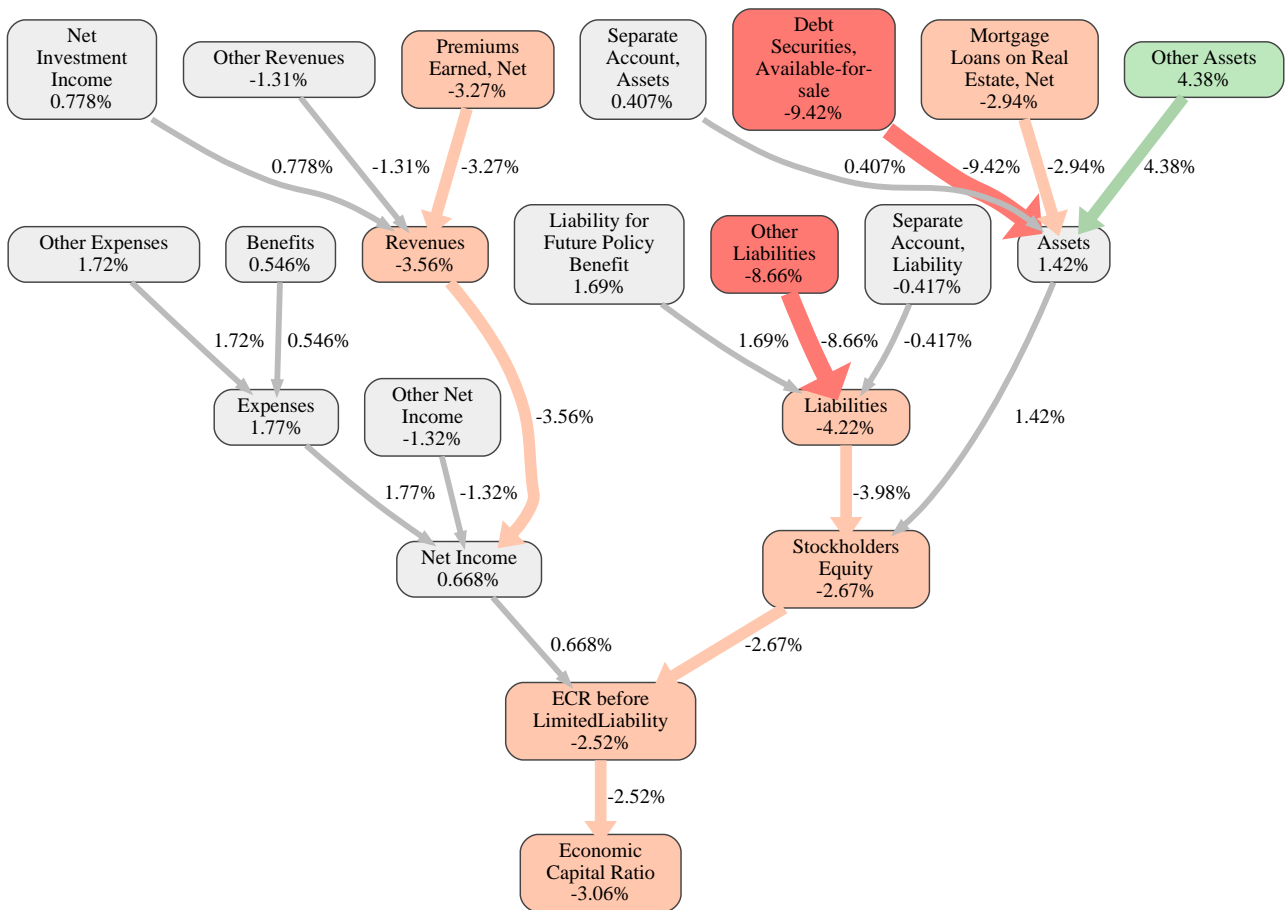 Net
Investment
Income
0.778%
Other Revenues
-1.31%
Premiums
Earned, Net
-3.27%
Separate
Account,
Assets
0.407%
Debt
Securities,
Available-for-
sale
-9.42%
Mortgage
Loans on Real
Estate, Net
-2.94%
Other Assets
4.38%
0.778%
-1.31%
-3.27%
0.407%
-9.42%
-2.94%
4.38%
Other Expenses
1.72%
Benefits
0.546%
Revenues
-3.56%
Liability for
Future Policy
Benefit
1.69%
Other
Liabilities
-8.66%
Separate
Account,
Liability
-0.417%
Assets
1.42%
1.72%
0.546%
1.69%
-8.66%
-0.417%
Expenses
1.77%
Other Net
Income
-1.32%
-3.56%
Liabilities
-4.22%
1.42%
1.77%
-1.32%
-3.98%
Net Income
0.668%
Stockholders
Equity
-2.67%
0.668%
-2.67%
ECR before
LimitedLiability
-2.52%
-2.52%
Economic
Capital Ratio
-3.06%